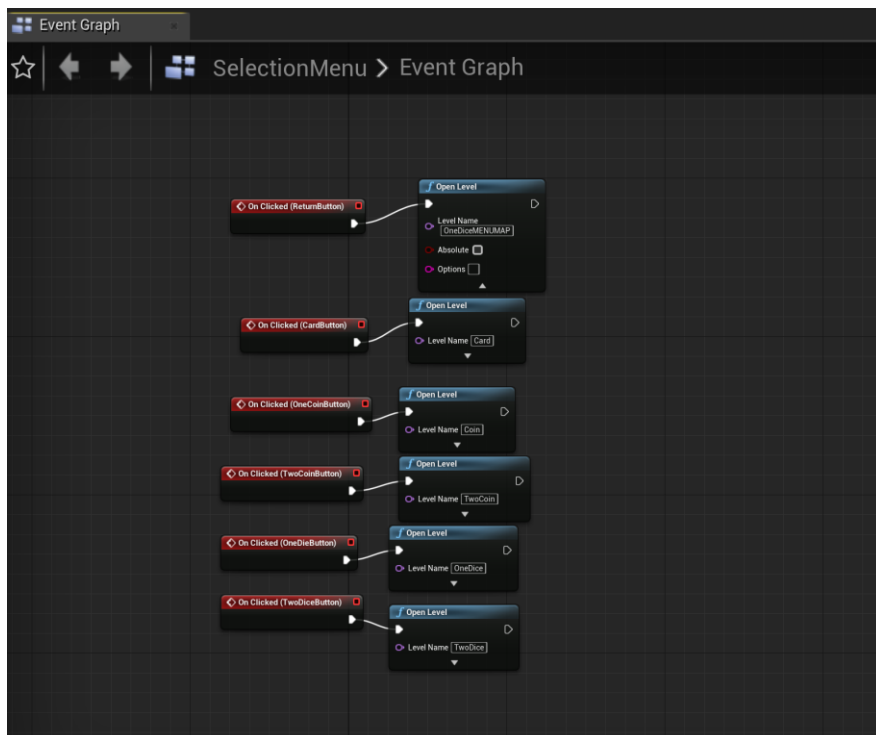 Event Graph
SelectionMenu > Event Graph
Open Level
On Clicked (ReturnButton)
Level Name
OneDiceMENUMAP
Absolute
Options
Open Level
On Clicked (CardButton)
Level Name Card
Open Level
On Clicked (OneCoinButton)
Level Name Coin
Open Level
On Clicked (TwoCoinButton)
Level Name TwoCoin
Open Level
On Clicked (OneDieButton)
Level Name OneDice
On Clicked (TwoDiceButton)
Open Level
Level Name TwoDice